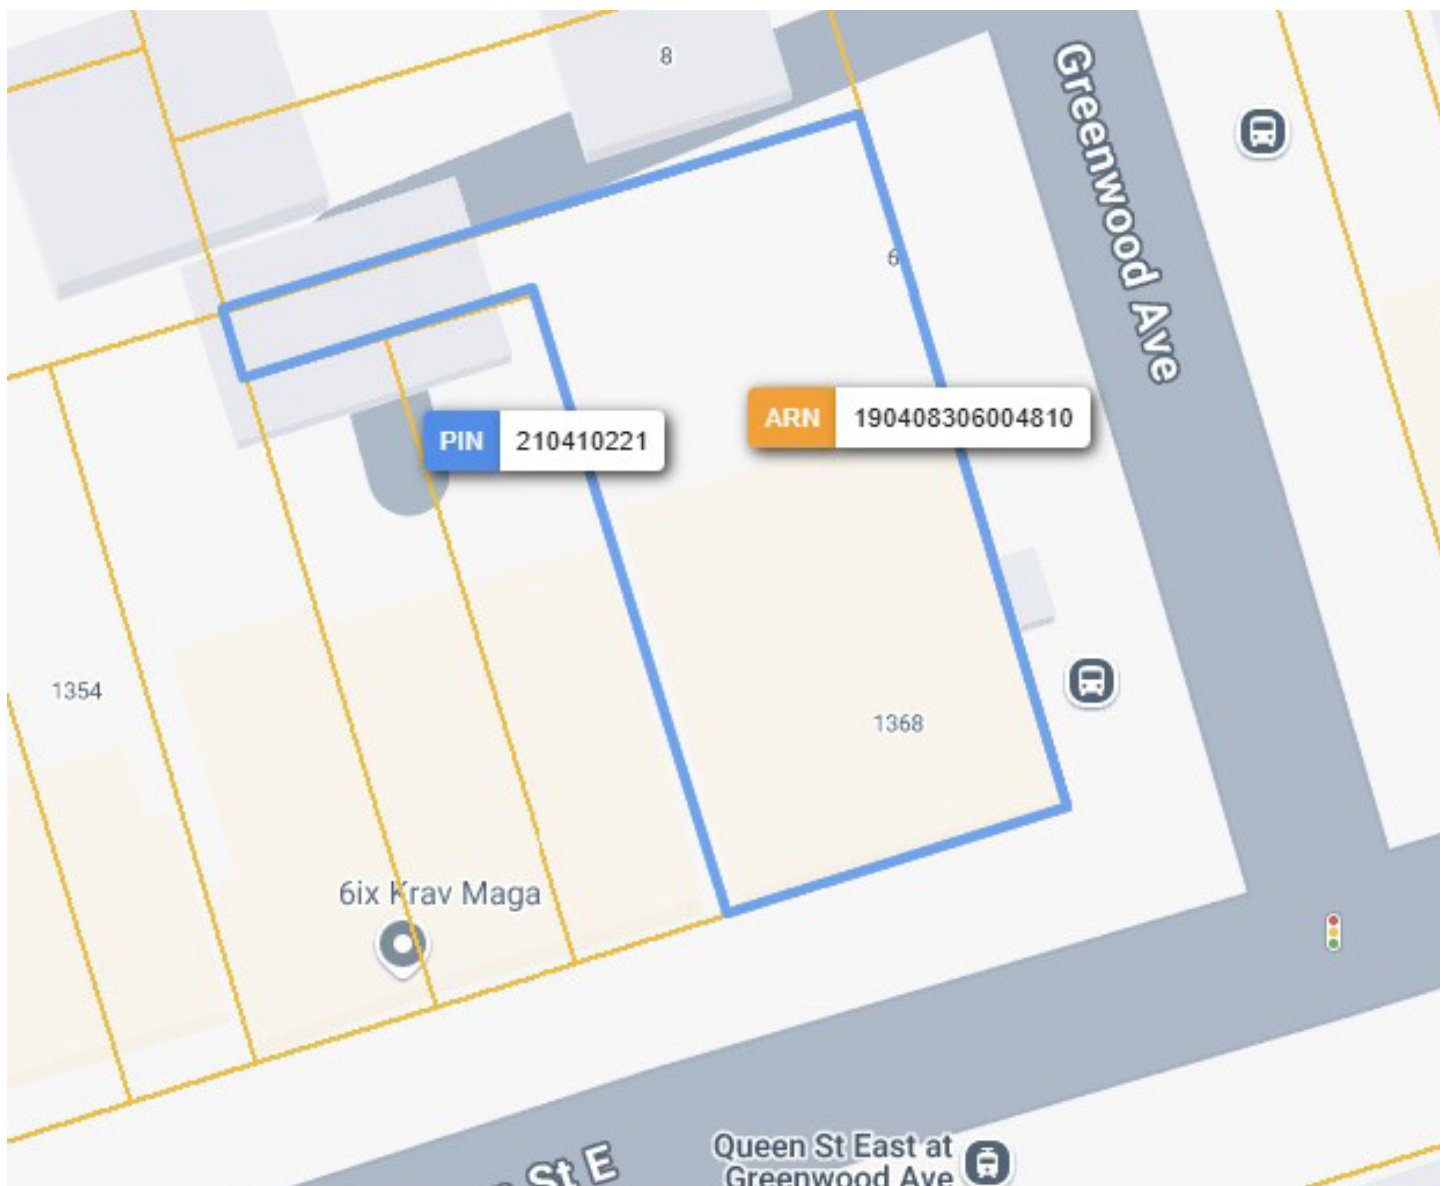 8
Greenwood Ave
6
PIN 210410221
ARN 190408306004810
1354
1368
6ix Krav Maga
St E
Queen St East at
Greenwood Ave